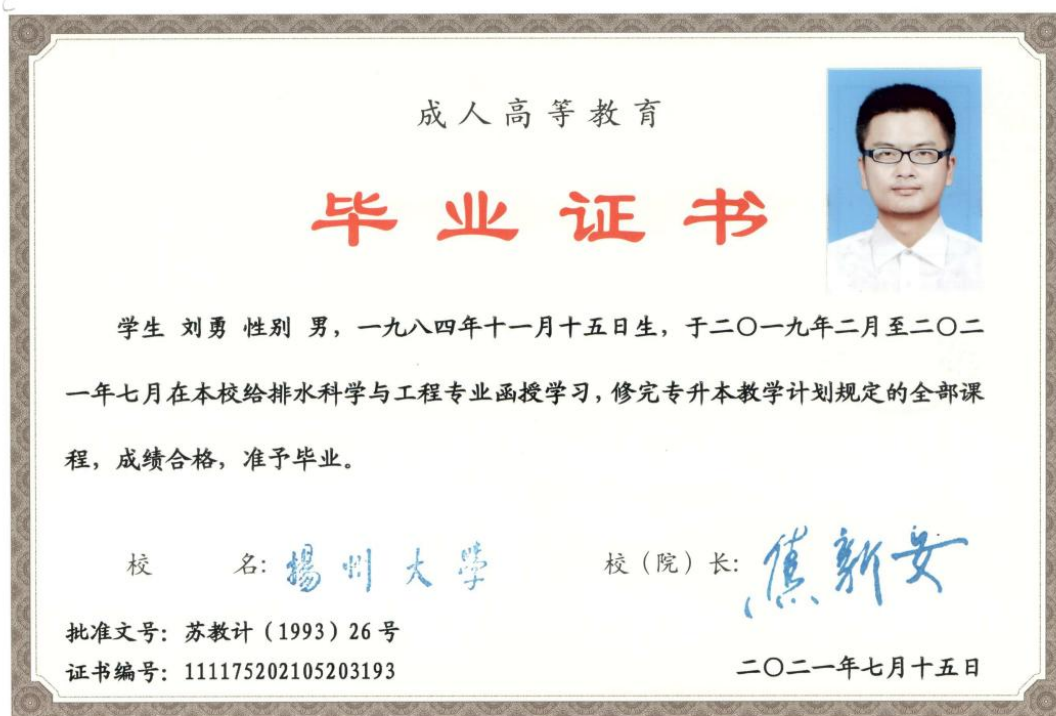 成人高等教育
毕业证书
学生 刘勇 性别 男，一九八四年十一月十五日生，于二〇一九年二月至二〇二
一年七月在本校给排水科学与工程专业函授学习，修完专升本教学计划规定的全部课
程，成绩合格，准予毕业。
校 名：揚州大學 校（院）长：焦新安
批准文号：苏教计（1993）26号
证书编号：111175202105203193 二〇二一年七月十五日